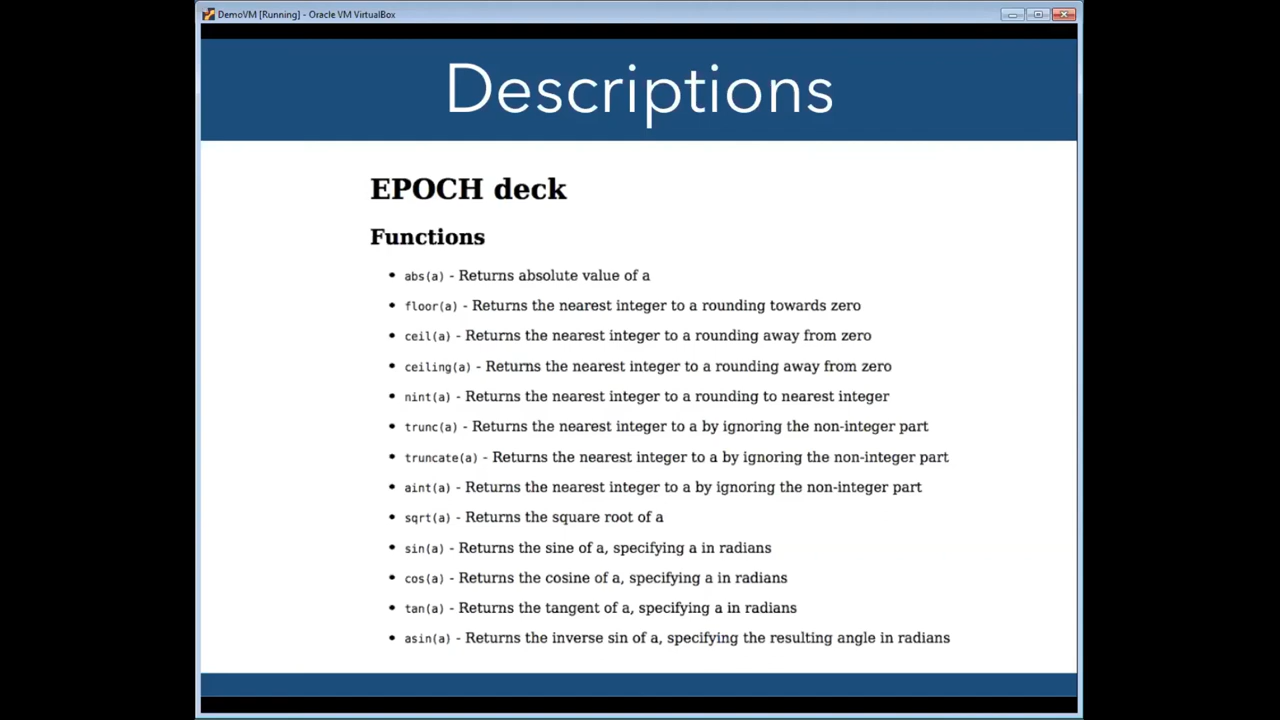 DemoVM [Running] - Oracle VM VirtualBox
Descriptions
EPOCH deck
Functions
• abs(a) - Returns absolute value of a
• floor(a) - Returns the nearest integer to a rounding towards zero
• ceil(a) - Returns the nearest integer to a rounding away from zero
• ceiling(a) - Returns the nearest integer to a rounding away from zero
• nint(a) - Returns the nearest integer to a rounding to nearest integer
• trunc(a) - Returns the nearest integer to a by ignoring the non-integer part
• truncate(a) - Returns the nearest integer to a by ignoring the non-integer part
• aint(a) - Returns the nearest integer to a by ignoring the non-integer part
• sqrt(a) - Returns the square root of a
• sin(a) - Returns the sine of a, specifying a in radians
• cos(a) - Returns the cosine of a, specifying a in radians
• tan(a) - Returns the tangent of a, specifying a in radians
• asin(a) - Returns the inverse sin of a, specifying the resulting angle in radians